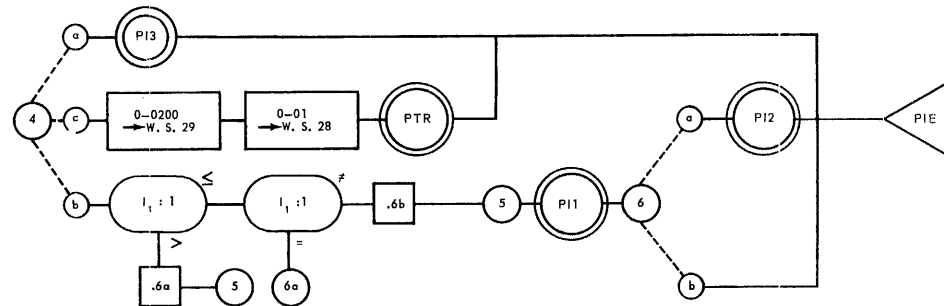 a
PI3
4
c
0-0200
→W. S. 29
0-01
→W. S. 28
PTR
a
PI2
PIE
b
I₁ : 1
≤
I₁ : 1
≠
.6b
5
PI1
6
>
=
.6a
5
6a
b